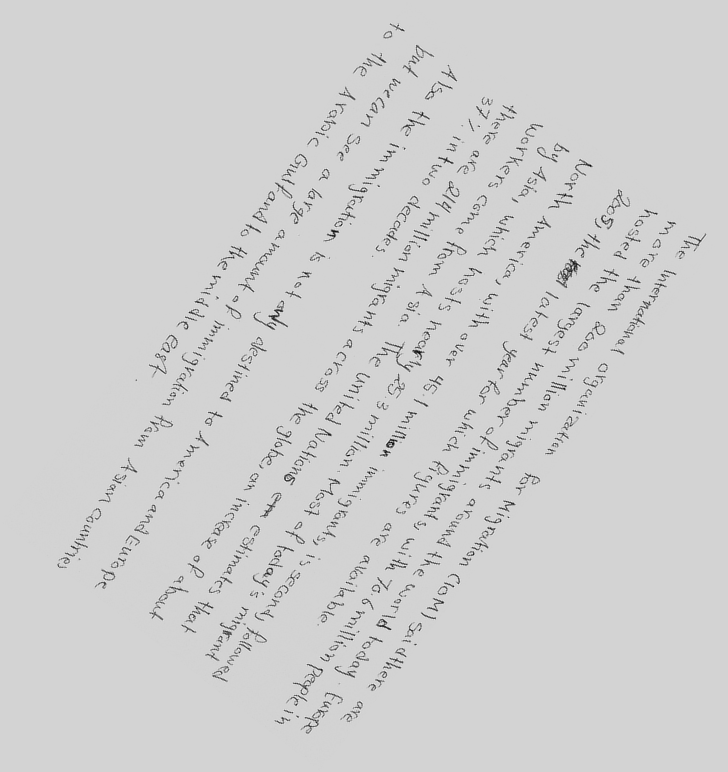 The International organization for Migration (IOM) said there are
more than 200 million migrants around the world today. Europe
hosted the largest number of immigrants, with 70.6 million people in
2005, the latest year for which figures are available.
North America, with over 45.1 million immigrants, is second, followed
by Asia, which hosts nearly 25.3 million. Most of today's migrant
workers come from Asia. The United Nations estimates that
there are 214 million migrants across the globe, an increase of about
37% in two decades.
Also the immigration is not only destined to America and Europe
but we can see a large amount of immigration from Asian countries
to the Arabic Gulf and to the middle East.